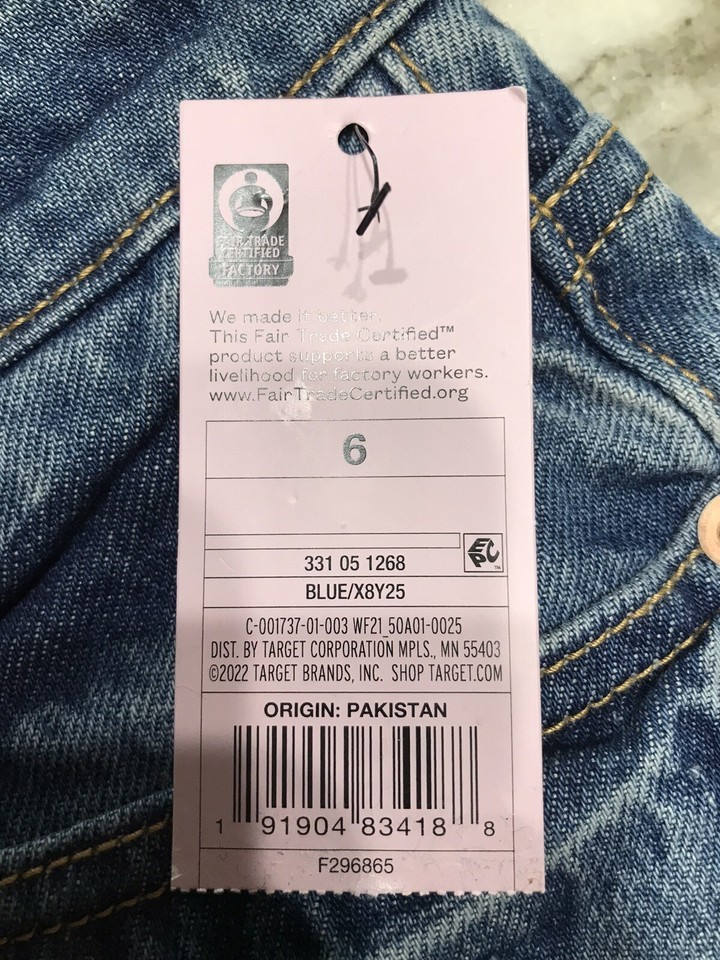 FAIR TRADE
CERTIFIED
FACTORY
We made it better.
This Fair Trade Certified™
product supports a better
livelihood for factory workers.
www.FairTradeCertified.org
6
EPC™
331 05 1268
BLUE/X8Y25
C-001737-01-003 WF21_50A01-0025
DIST. BY TARGET CORPORATION MPLS., MN 55403
©2022 TARGET BRANDS, INC. SHOP TARGET.COM
ORIGIN: PAKISTAN
1 91904 83418 8
F296865